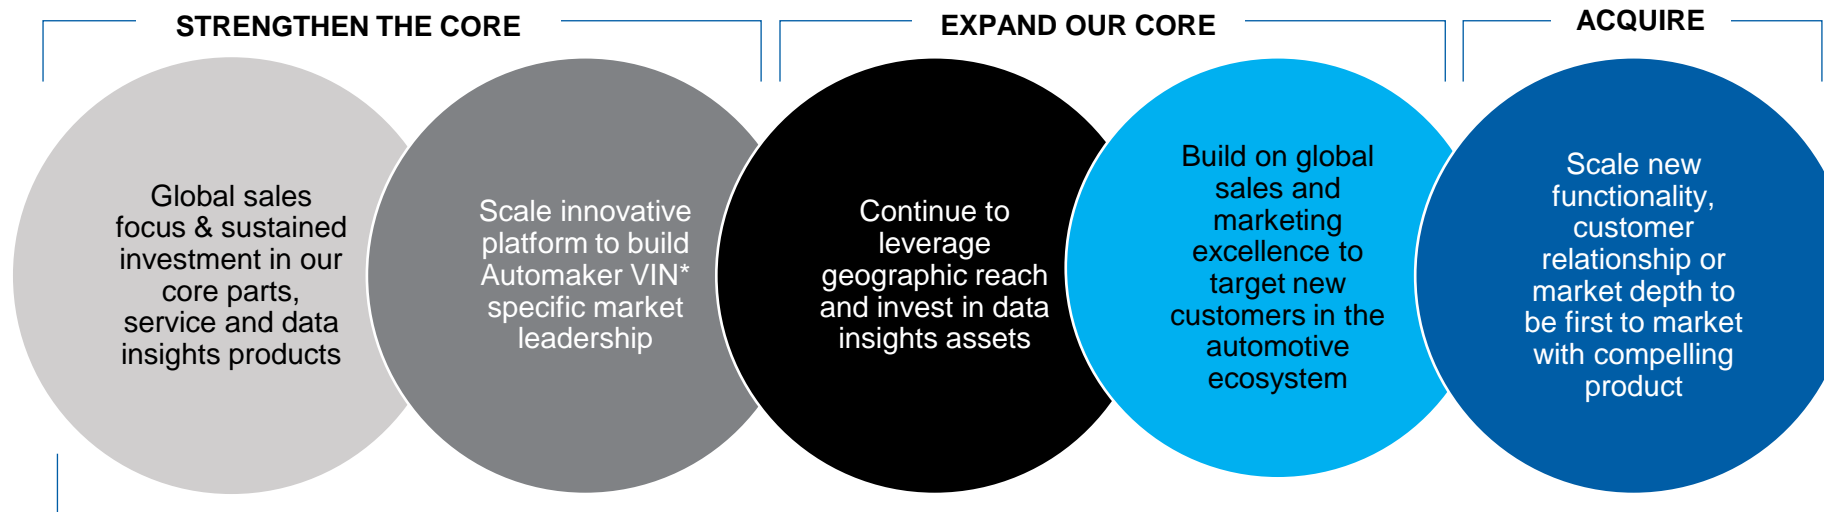 STRENGTHEN THE CORE
EXPAND OUR CORE
ACQUIRE
Global sales
focus & sustained
investment in our
core parts,
service and data
insights products
Scale innovative
platform to build
Automaker VIN*
specific market
leadership
Continue to
leverage
geographic reach
and invest in data
insights assets
Build on global
sales and
marketing
excellence to
target new
customers in the
automotive
ecosystem
Scale new
functionality,
customer
relationship or
market depth to
be first to market
with compelling
product